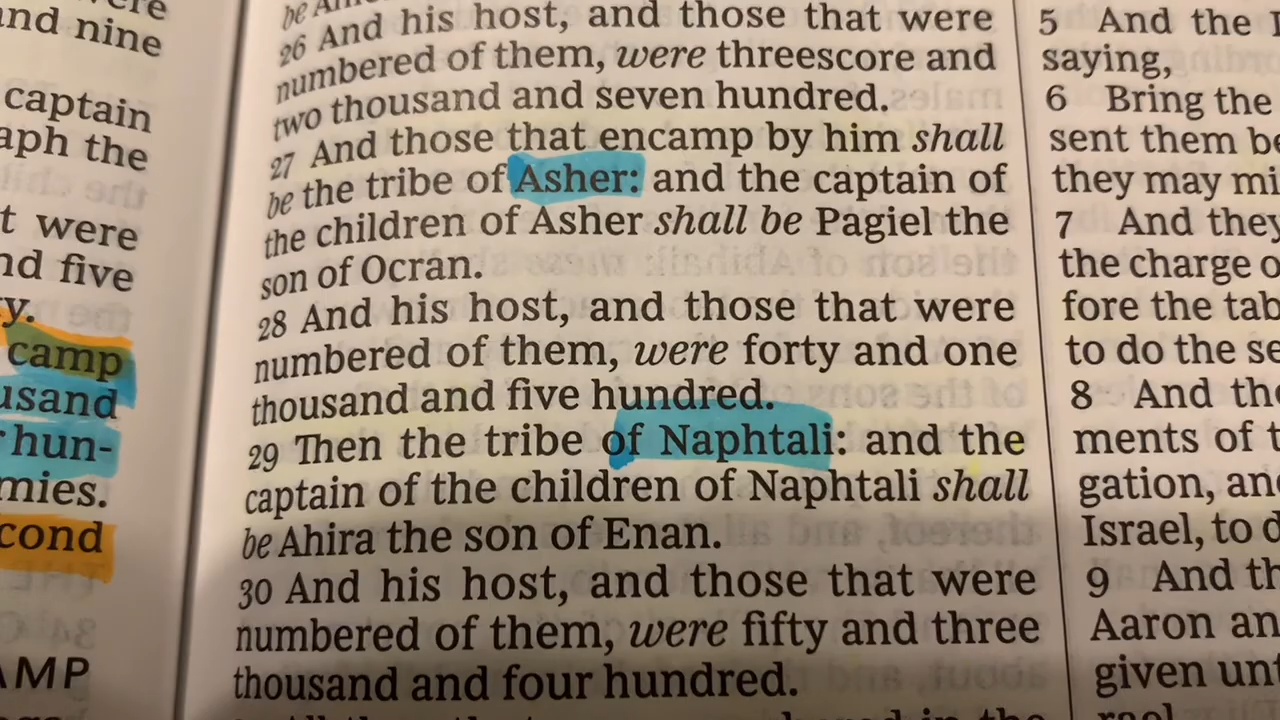 and nine
captain
the
t were
nd five
y.
camp
usand
hun-
mies.
cond
AMP
be
26 And his host, and those that were
numbered of them, were threescore and
two thousand and seven hundred.
27 And those that encamp by him shall
be the tribe of Asher: and the captain of
the children of Asher shall be Pagiel the
son of Ocran.
28 And his host, and those that were
numbered of them, were forty and one
thousand and five hundred.
29 Then the tribe of Naphtali: and the
captain of the children of Naphtali shall
be Ahira the son of Enan.
30 And his host, and those that were
numbered of them, were fifty and three
thousand and four hundred.
5 And the
saying,
6 Bring the
sent them be
they may mi
7 And they
the charge o
fore the tab
to do the se
8 And the
ments of t
gation, and
Israel, to d
9 And th
Aaron an
given unt